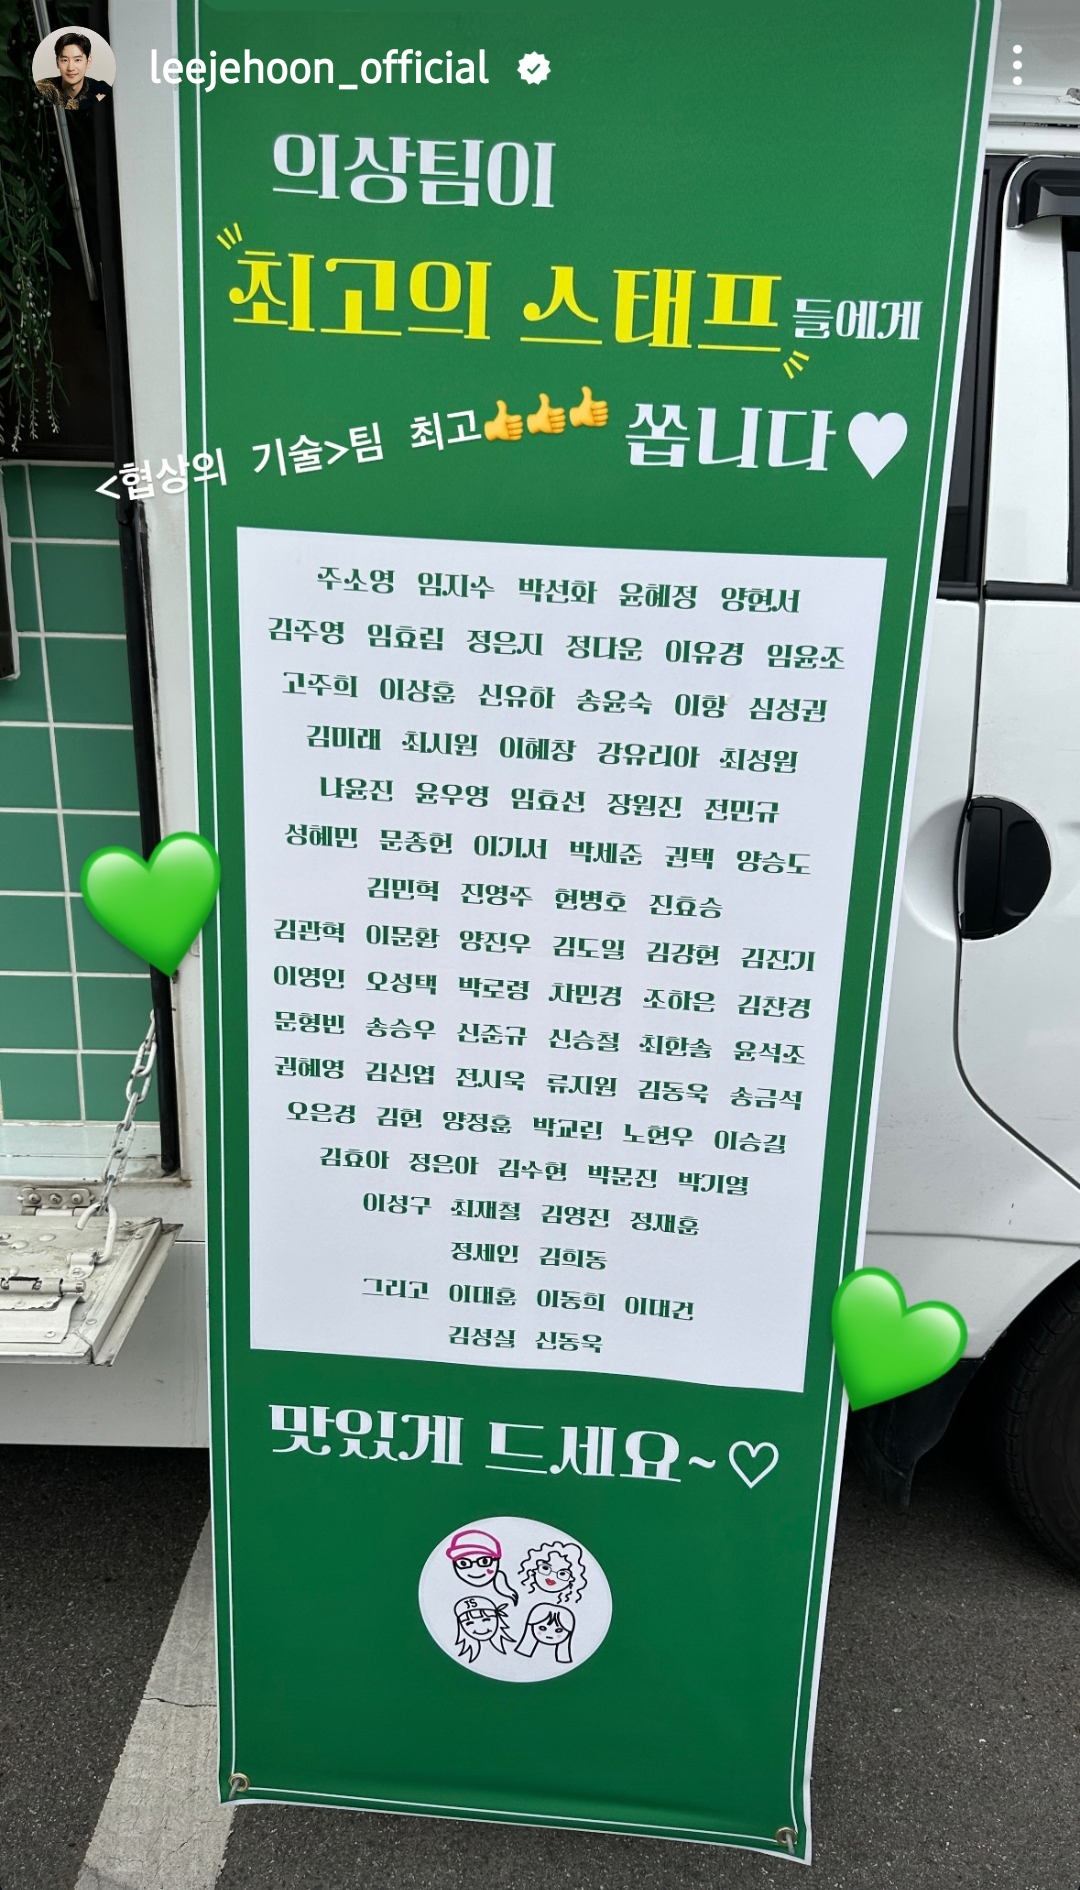 leejehoon_official
의상팀이
최고의 스태프들에게
<협상의 기술>팀 최고👍👍👍
쏩니다♥
주소영 임지수 박선화 윤혜정 양현서
김주영 임효림 정은지 정다운 이유경 임윤조
고주희 이상훈 신유하 송윤숙 이항 심성권
김미래 최시원 이혜창 강유리아 최성원
나윤진 윤우영 임효선 장원진 전민규
성혜민 문종헌 이기서 박세준 권택 양승도
김민혁 진영주 현병호 진효승
김관혁 이문환 양진우 김도일 김강현 김진기
이영인 오성택 박로령 차민경 조하은 김찬경
문형빈 송승우 신준규 신승철 최한솔 윤석조
권혜영 김신엽 전시욱 류지원 김동욱 송금석
오은경 김현 양정훈 박교린 노현우 이승길
김효아 정은아 김수현 박문진 박기열
이성구 최재철 김영진 정재훈
정세인 김희동
그리고 이대훈 이동희 이대건
김성실 신동욱
맛있게 드세요~♡
JS